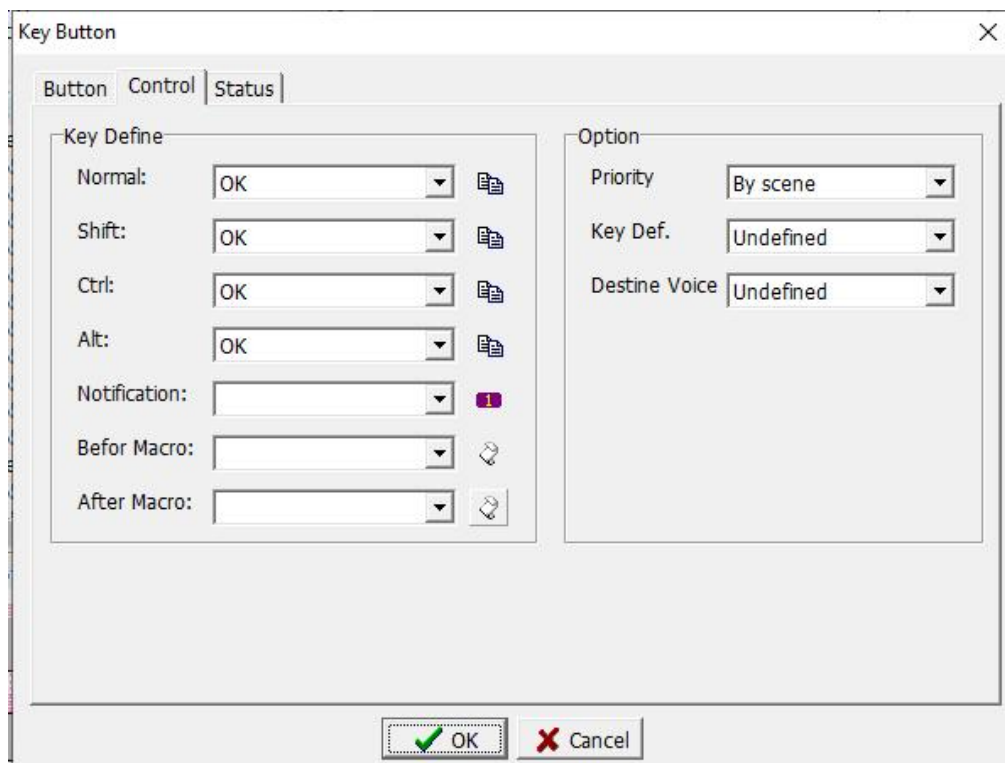 Key Button
Button Control Status
Key Define
Normal: OK
Shift: OK
Ctrl: OK
Alt: OK
Notification: 1
Befor Macro:
After Macro:
Option
Priority By scene
Key Def. Undefined
Destine Voice Undefined
OK Cancel